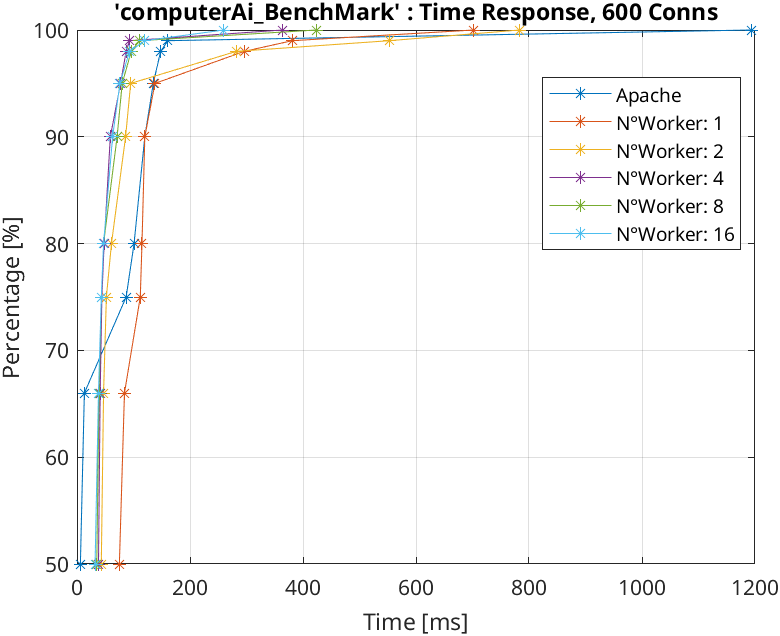 'computerAi_BenchMark' : Time Response, 600 Conns
100
90
80
70
60
50
Percentage [%]
Apache
N°Worker: 1
N°Worker: 2
N°Worker: 4
N°Worker: 8
N°Worker: 16
0 200 400 600 800 1000 1200
Time [ms]